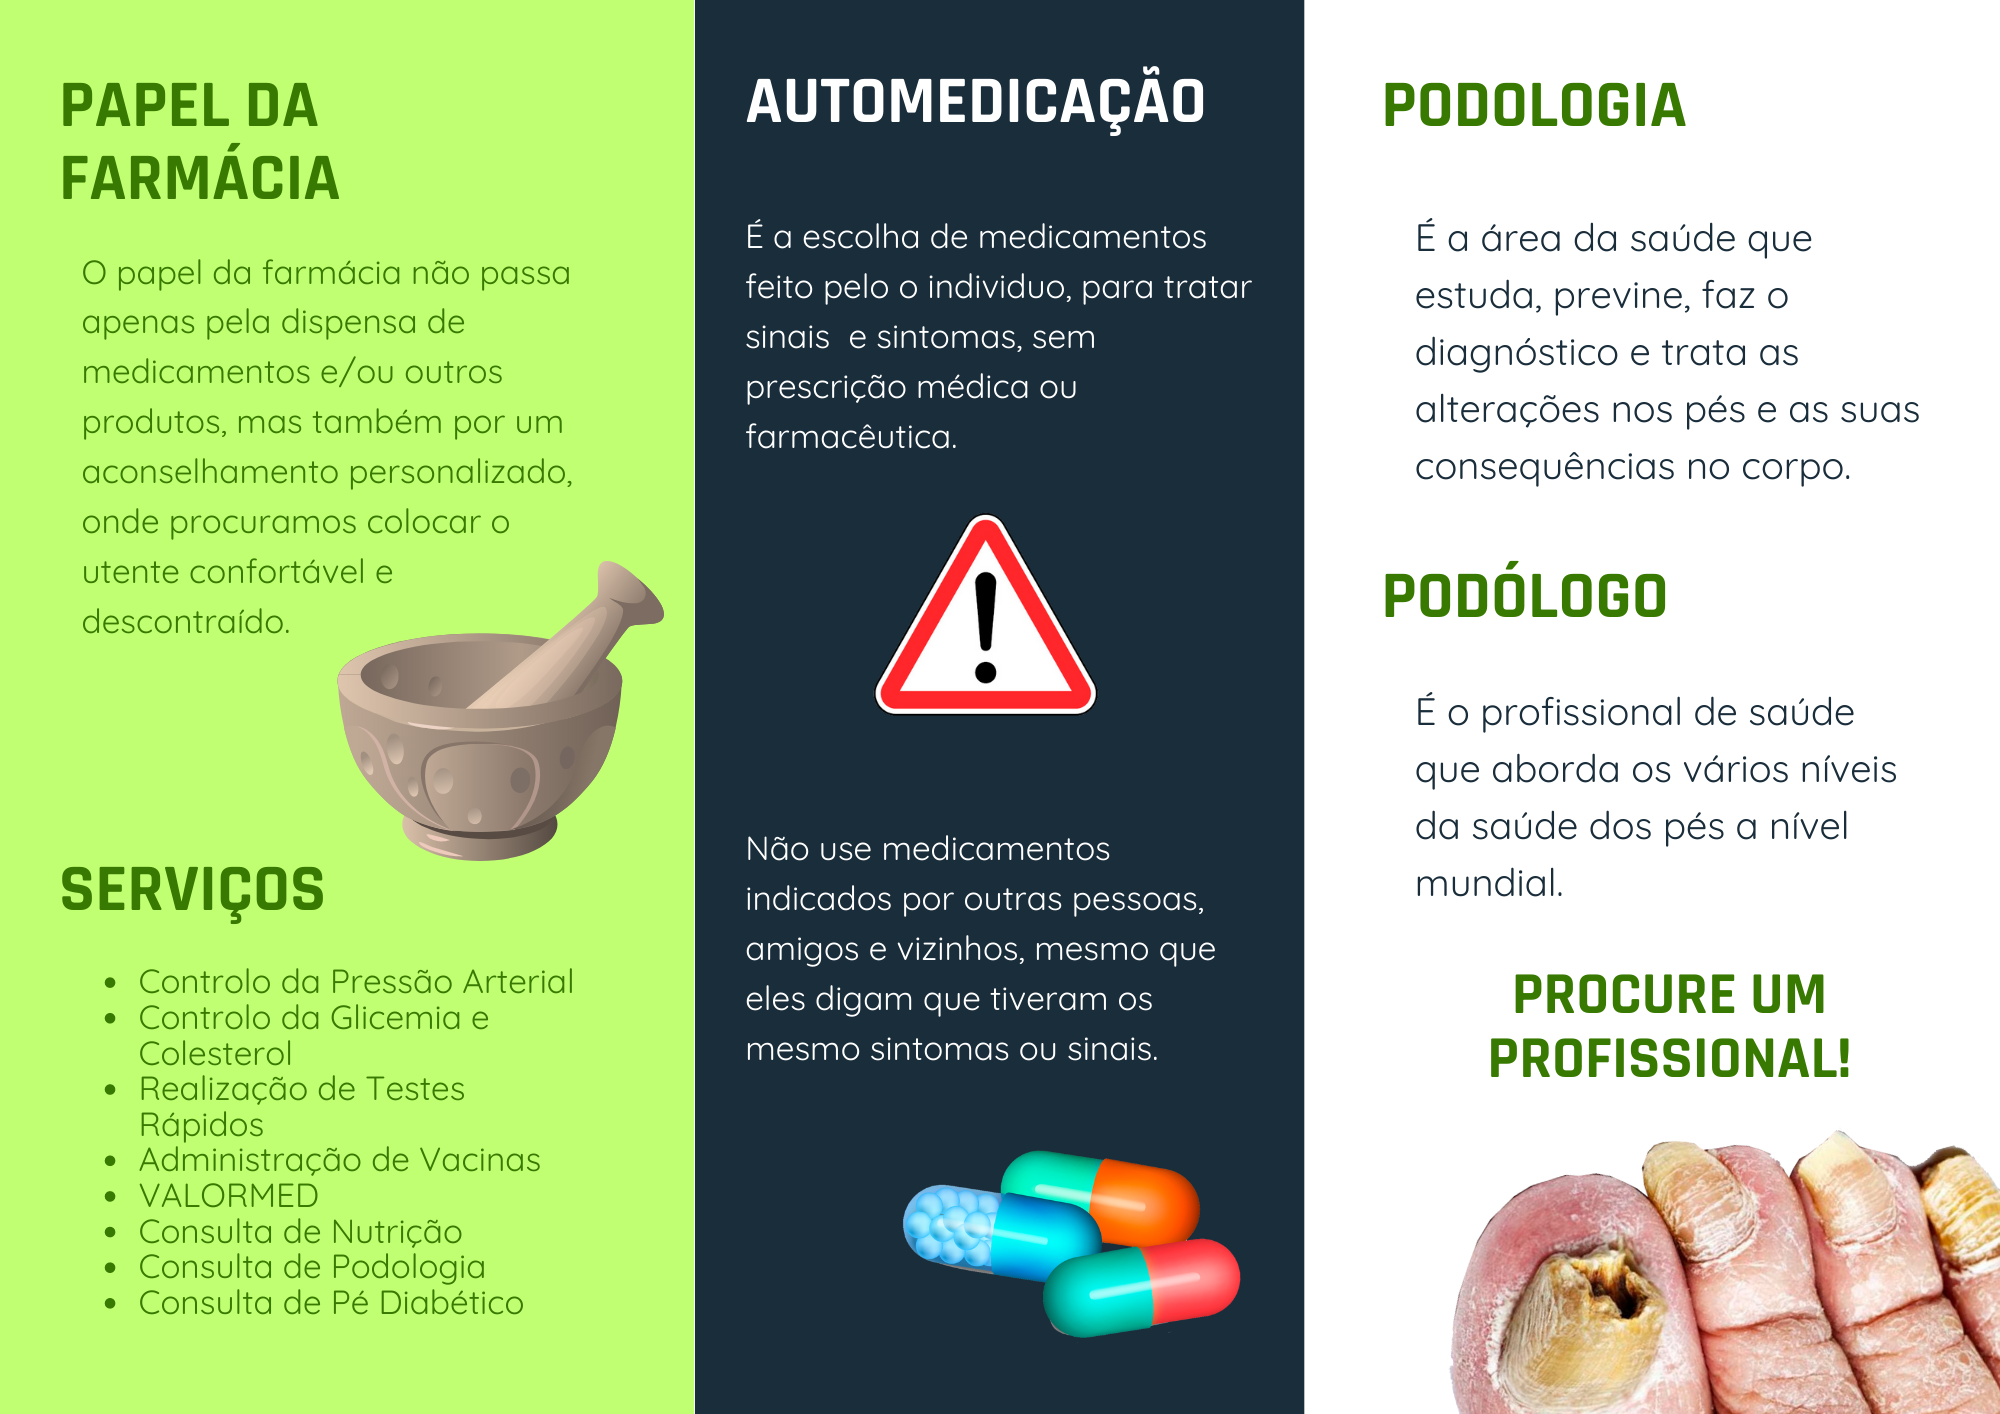 PAPEL DA
FARMÁCIA
O papel da farmácia não passa
apenas pela dispensa de
medicamentos e/ou outros
produtos, mas também por um
aconselhamento personalizado,
onde procuramos colocar o
utente confortável e
descontraído.
SERVIÇOS
• Controlo da Pressão Arterial
• Controlo da Glicemia e
Colesterol
• Realização de Testes
Rápidos
• Administração de Vacinas
• VALORMED
• Consulta de Nutrição
• Consulta de Podologia
• Consulta de Pé Diabético
AUTOMEDICAÇÃO
É a escolha de medicamentos
feito pelo o individuo, para tratar
sinais  e sintomas, sem
prescrição médica ou
farmacêutica.
Não use medicamentos
indicados por outras pessoas,
amigos e vizinhos, mesmo que
eles digam que tiveram os
mesmo sintomas ou sinais.
PODOLOGIA
É a área da saúde que
estuda, previne, faz o
diagnóstico e trata as
alterações nos pés e as suas
consequências no corpo.
PODÓLOGO
É o profissional de saúde
que aborda os vários níveis
da saúde dos pés a nível
mundial.
PROCURE UM
PROFISSIONAL!